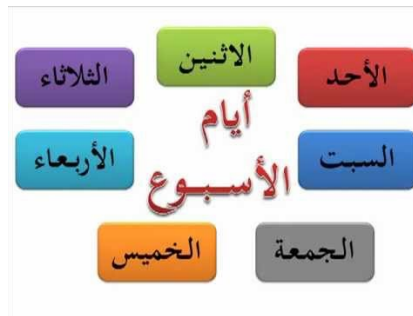 الاثنين
الأحد
الثلاثاء
أيام
الأسبوع
السبت
الأربعاء
الجمعة
الخميس